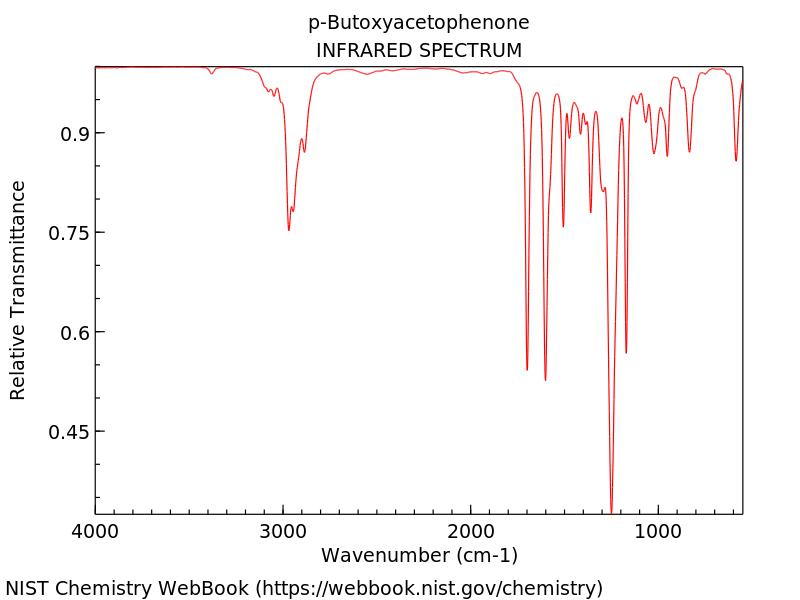 p-Butoxyacetophenone
INFRARED SPECTRUM
Relative Transmittance
0.9
0.75
0.6
0.45
4000 3000 2000 1000
Wavenumber (cm-1)
NIST Chemistry WebBook (https://webbook.nist.gov/chemistry)